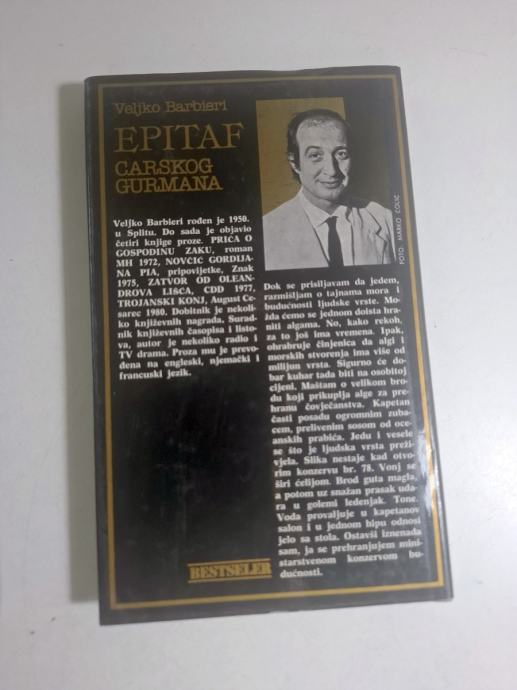 Veljko Barbieri
EPITAF
CARSKOG
GURMANA
Veljko Barbieri rođen je 1950.
u Splitu. Do sada je objavio
četiri knjige proze. PRIČA O
GOSPODINU ZAKU, roman
MH 1972, NOVČIĆ GORDIJA-
NA PIA, pripovijetke, Znak
1975, ZATVOR OD OLEAN-
DROVA LIŠĆA, CDD 1977,
TROJANSKI KONJ, August Ce-
sarec 1980. Dobitnik je nekoli-
ko književnih nagrada. Surad-
nik književnih časopisa i listo-
va, autor je nekoliko radio i
TV drama. Prozu mu je prevo-
đena na engleski, njemački i
francuski jezik.
FOTO: MARKO ČOLIĆ
Dok se prisiljavam da jedem,
razmišljam o tajnama mora i
budućnosti ljudske vrste. Mo-
žda ćemo se jednom doista hra-
niti algama. No, kako rekoh,
za to još ima vremena. Ipak,
ohrabruje činjenica da algi i
morskih stvorenja ima više od
milijun vrsta. Sigurno će do-
bar kuhar tada biti na osobitoj
cijeni. Maštam o velikom bro-
du koji prikuplja alge za pre-
hranu čovječanstva. Kapetan
časti posadu ogromnim zuba-
cem, prelivenim sosom od oce-
anskih prabića. Jedu i vesele
se što je ljudska vrsta preži-
vjela. Slika nestaje kad otvo-
rim konzervu br. 78. Vonj se
širi ćelijom. Brod guta magla,
a potom uz snažan prasak uda-
ra u golemi ledenjak. Tone.
Voda provaljuje u kapetanov
salon i u jednom hipu odnosi
jelo sa stola. Ostavši iznenada
sam, ja se prehranjujem mini-
starstvenom konzervom bu-
dućnosti.
BESTSELER